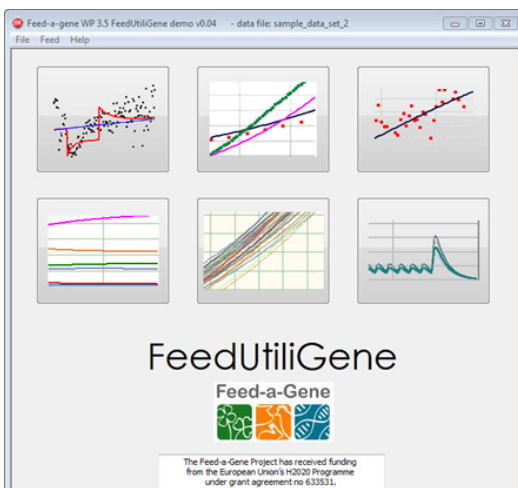 Feed-a-gene WP 3.5 FeedUtiliGene demo v0.04 - data file: sample_data_set_2
File Feed Help
FeedUtiliGene
Feed-a-Gene
The Feed-a-Gene Project has received funding
from the European Union's H2020 Programme
under grant agreement no 633531.